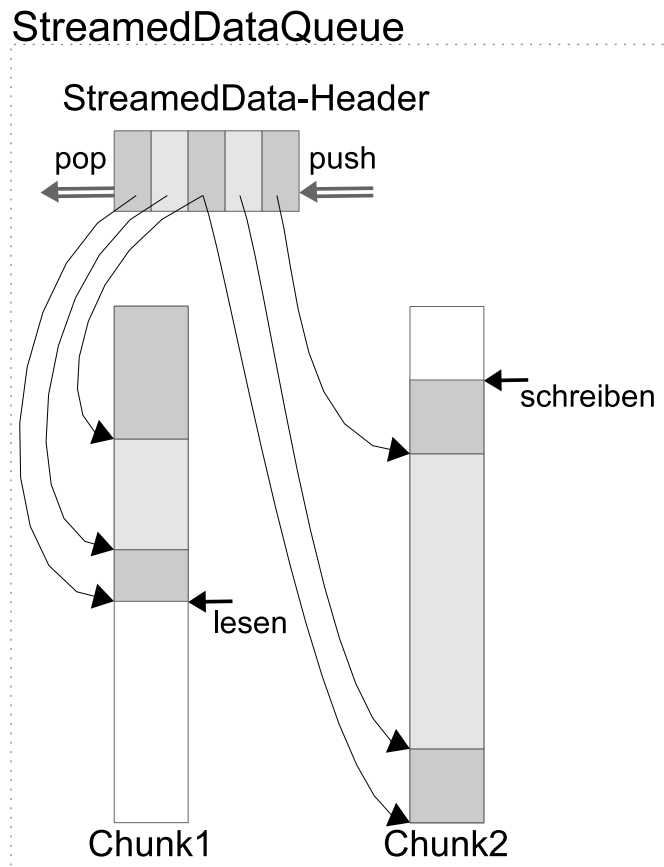 StreamedDataQueue
StreamedData-Header
pop
push
schreiben
lesen
Chunk1
Chunk2